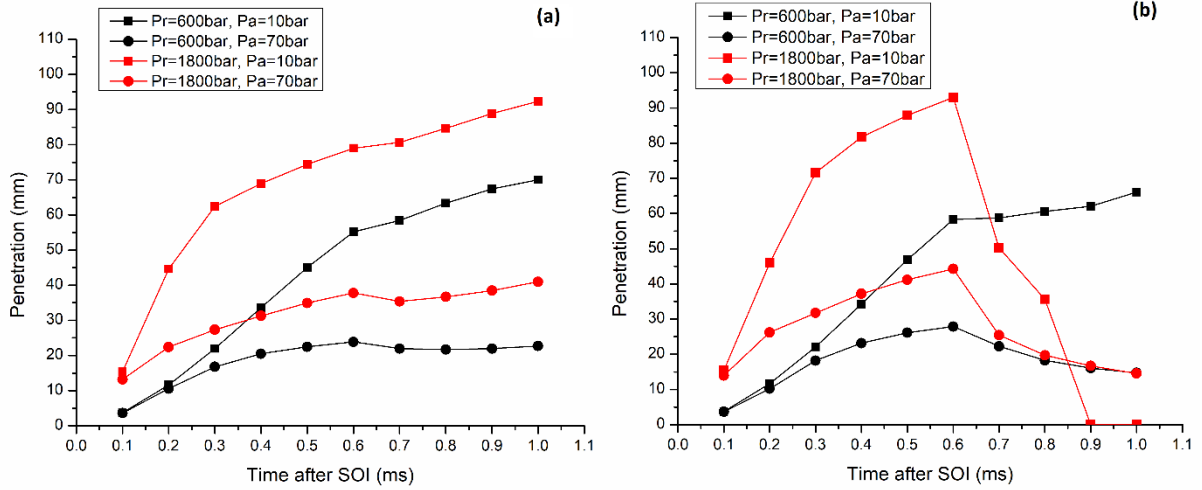 (a)
Pr=600bar, Pa=10bar
Pr=600bar, Pa=70bar
Pr=1800bar, Pa=10bar
Pr=1800bar, Pa=70bar
110
100
90
80
70
60
50
40
30
20
10
0
Penetration (mm)
0.0 0.1 0.2 0.3 0.4 0.5 0.6 0.7 0.8 0.9 1.0 1.1
Time after SOI (ms)
(b)
Pr=600bar, Pa=10bar
Pr=600bar, Pa=70bar
Pr=1800bar, Pa=10bar
Pr=1800bar, Pa=70bar
110
100
90
80
70
60
50
40
30
20
10
0
Penetration (mm)
0.0 0.1 0.2 0.3 0.4 0.5 0.6 0.7 0.8 0.9 1.0 1.1
Time after SOI (ms)